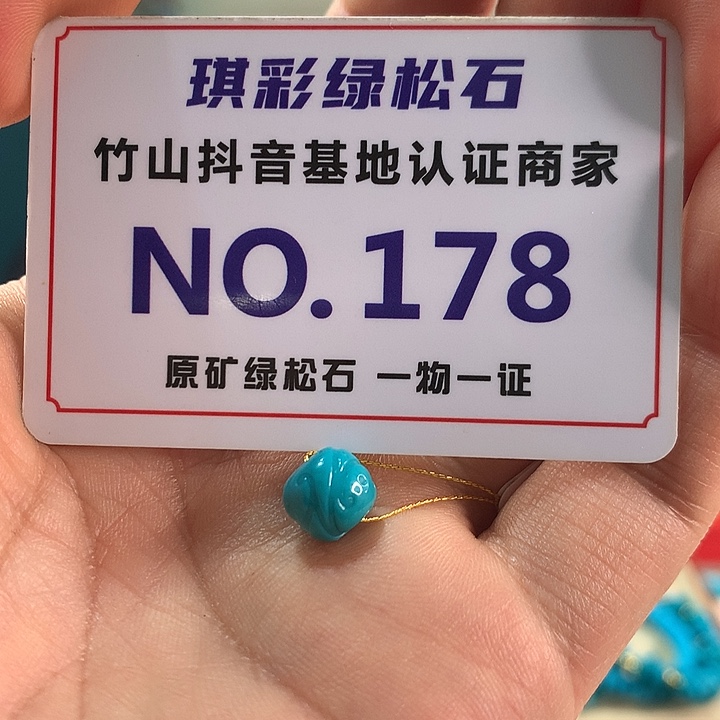 琪彩绿松石
竹山抖音基地认证商家
NO.178
原矿绿松石 一物一证